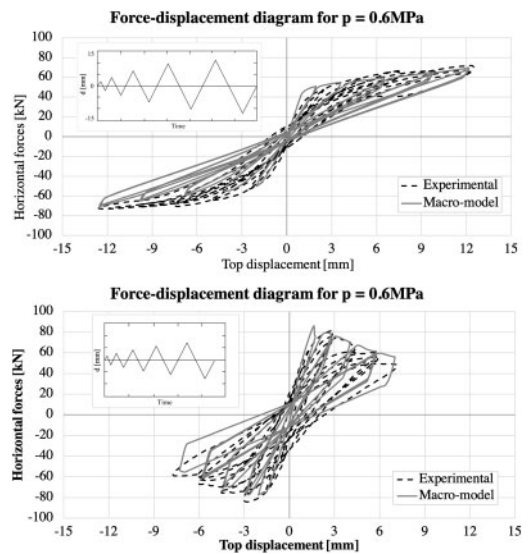 Force-displacement diagram for p = 0.6MPa
Horizontal forces [kN]
100
80
60
40
20
0
-20
-40
-60
-80
-100
d [mm]
15
0
-15
Time
Experimental
Macro-model
-15 -12 -9 -6 -3 0 3 6 9 12 15
Top displacement [mm]
Force-displacement diagram for p = 0.6MPa
Horizontal forces [kN]
100
80
60
40
20
0
-20
-40
-60
-80
-100
d [mm]
Time
Experimental
Macro-model
-15 -12 -9 -6 -3 0 3 6 9 12 15
Top displacement [mm]